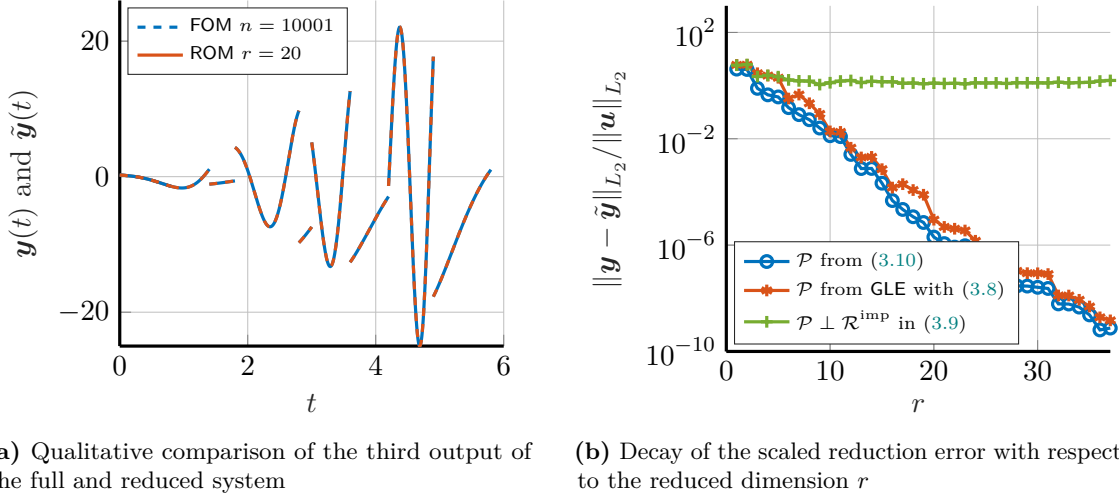 FOM n = 10001
ROM r = 20
20
0
−20
y(t) and ỹ(t)
0
2
4
6
t
10²
10⁻²
10⁻⁶
10⁻¹⁰
‖y − ỹ‖_{L₂}/‖u‖_{L₂}
𝒫 from (3.10)
𝒫 from GLE with (3.8)
𝒫 ⊥ ℛ^{imp} in (3.9)
0
10
20
30
r
a) Qualitative comparison of the third output of
he full and reduced system
(b) Decay of the scaled reduction error with respect
to the reduced dimension r